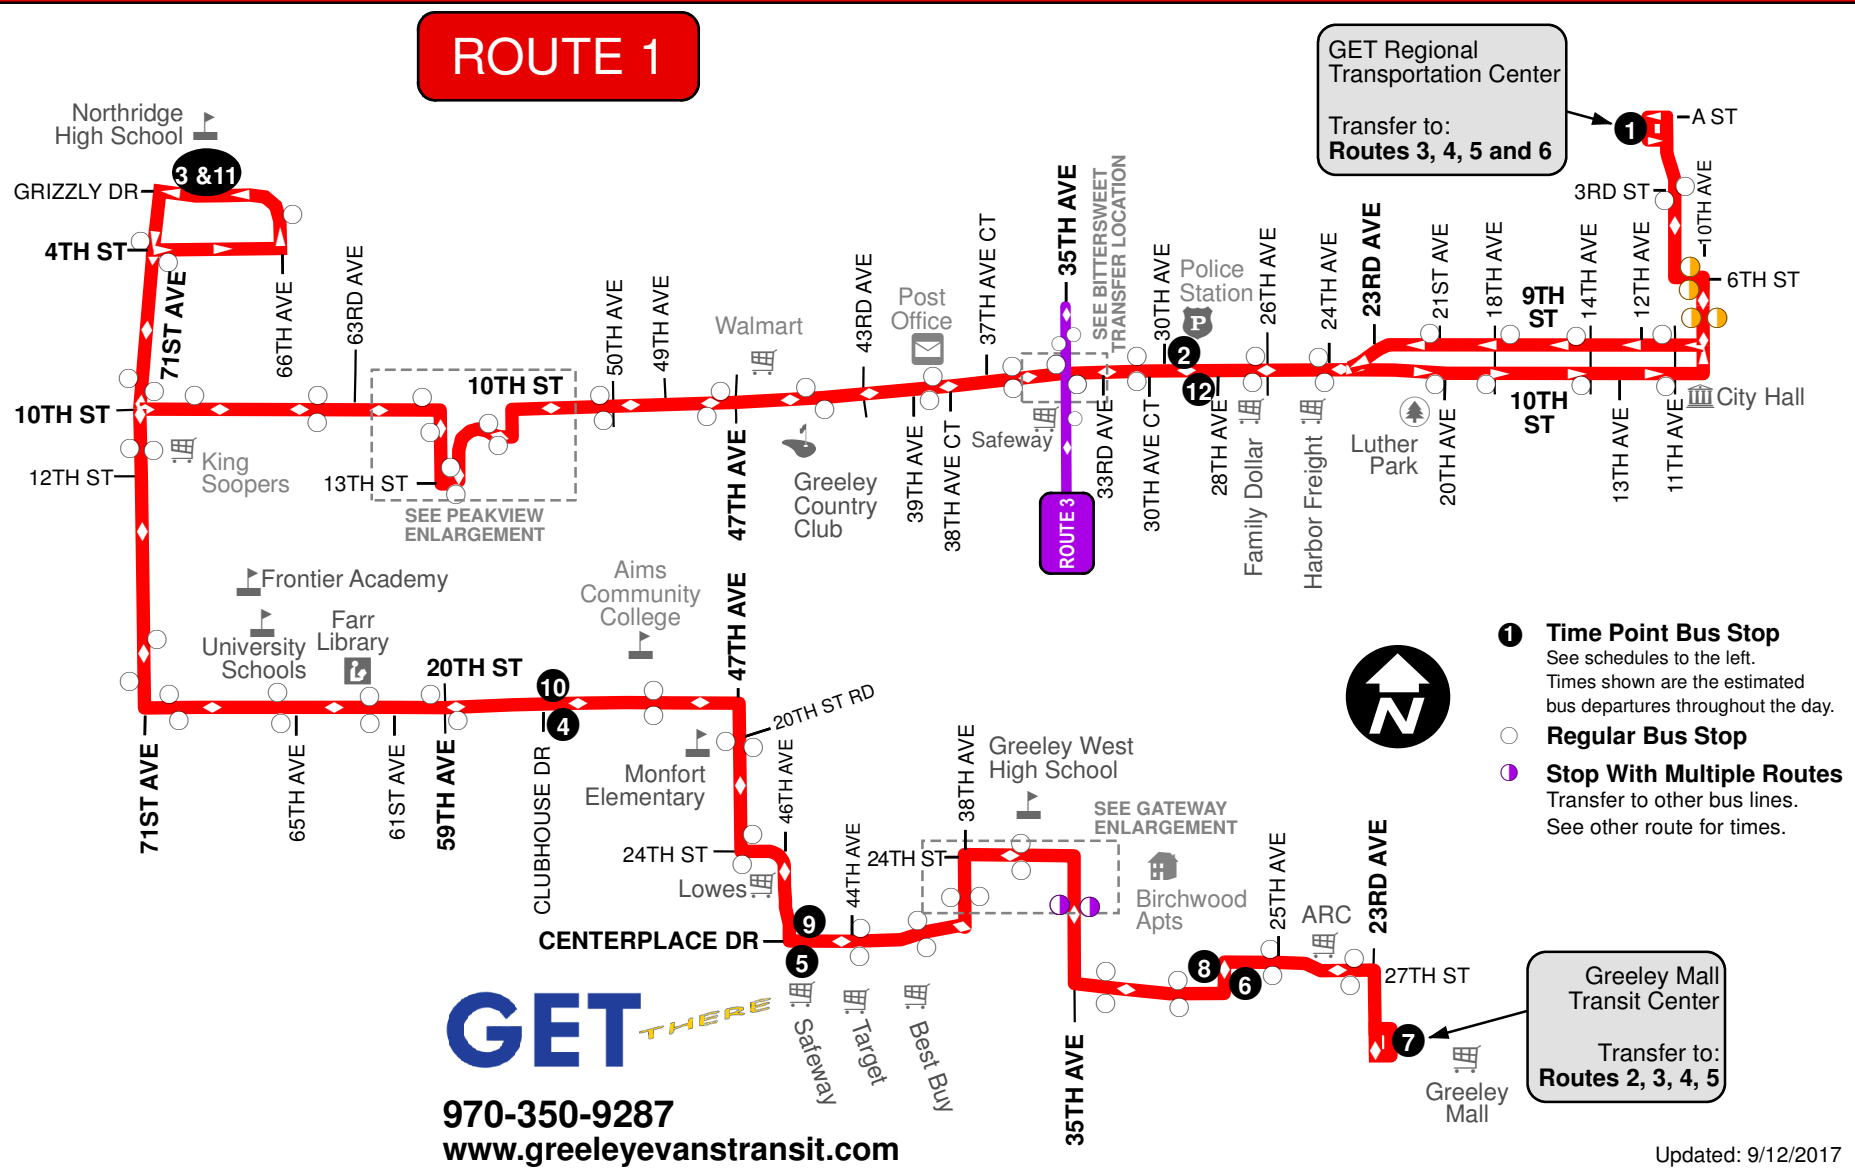 ROUTE 1
GET Regional
Transportation Center
Transfer to:
Routes 3, 4, 5 and 6
1
A ST
3RD ST
10TH AVE
6TH ST
Northridge
High School
3 &11
GRIZZLY DR
4TH ST
71ST AVE
66TH AVE
63RD AVE
10TH ST
10TH ST
50TH AVE
49TH AVE
Walmart
47TH AVE
43RD AVE
Post
Office
37TH AVE CT
35TH AVE
SEE BITTERSWEET
TRANSFER LOCATION
30TH AVE
Police
Station
P
2
12
26TH AVE
24TH AVE
23RD AVE
21ST AVE
18TH AVE
9TH
ST
14TH AVE
12TH AVE
10TH
ST
City Hall
Luther
Park
20TH AVE
13TH AVE
11TH AVE
12TH ST
King
Soopers
13TH ST
SEE PEAKVIEW
ENLARGEMENT
Greeley
Country
Club
39TH AVE
38TH AVE CT
Safeway
ROUTE 3
33RD AVE
30TH AVE CT
28TH AVE
Family Dollar
Harbor Freight
Frontier Academy
University
Schools
Farr
Library
Aims
Community
College
47TH AVE
20TH ST
10
4
20TH ST RD
71ST AVE
65TH AVE
61ST AVE
59TH AVE
CLUBHOUSE DR
Monfort
Elementary
46TH AVE
24TH ST
Lowes
44TH AVE
38TH AVE
24TH ST
Greeley West
High School
SEE GATEWAY
ENLARGEMENT
Birchwood
Apts
CENTERPLACE DR
9
5
Safeway
Target
Best Buy
35TH AVE
8
6
25TH AVE
ARC
23RD AVE
27TH ST
7
Greeley
Mall
Greeley Mall
Transit Center
Transfer to:
Routes 2, 3, 4, 5
N
1 Time Point Bus Stop
See schedules to the left.
Times shown are the estimated
bus departures throughout the day.
Regular Bus Stop
Stop With Multiple Routes
Transfer to other bus lines.
See other route for times.
GET THERE
970-350-9287
www.greeleyevanstransit.com
Updated: 9/12/2017